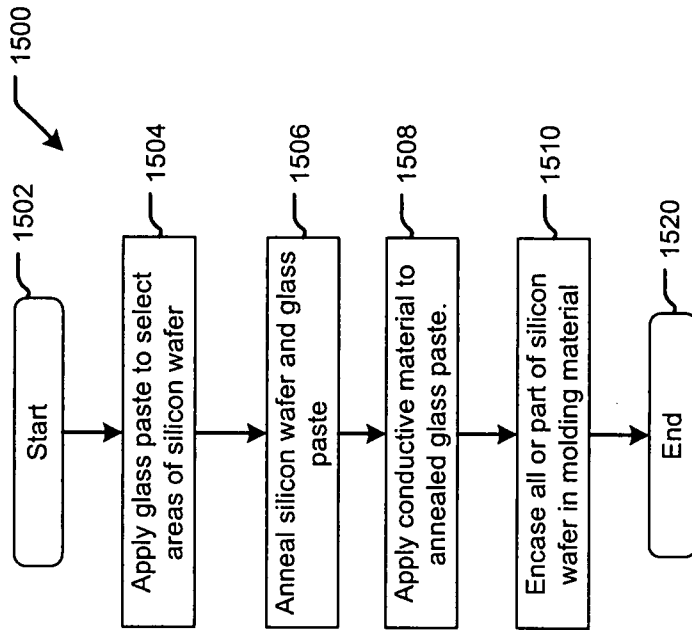 1500
Start
1502
Apply glass paste to select
areas of silicon wafer
1504
Anneal silicon wafer and glass
paste
1506
Apply conductive material to
annealed glass paste.
1508
Encase all or part of silicon
wafer in molding material
1510
End
1520